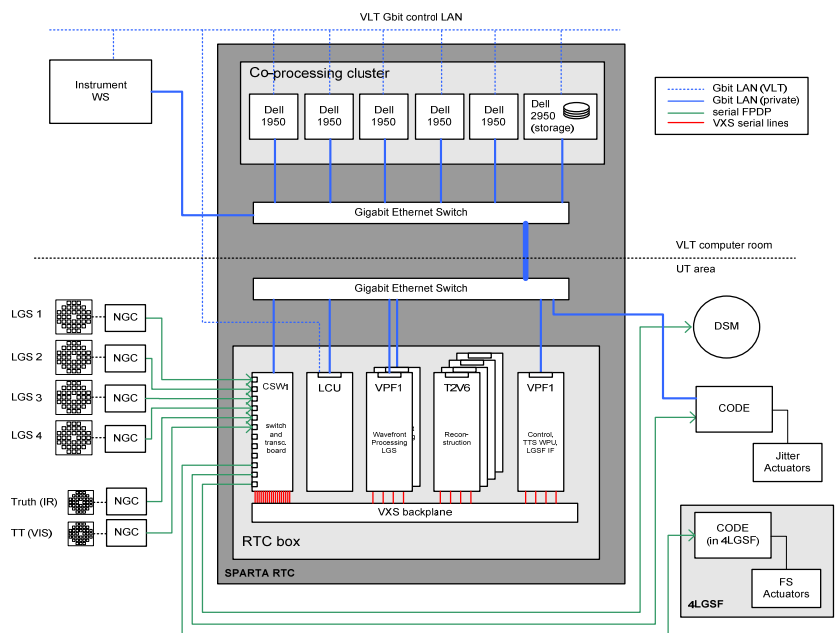 VLT Gbit control LAN
Instrument
WS
Co-processing cluster
Dell
1950
Dell
1950
Dell
1950
Dell
1950
Dell
1950
Dell
2950
(storage)
Gbit LAN (VLT)
Gbit LAN (private)
serial FPDP
VXS serial lines
Gigabit Ethernet Switch
VLT computer room
UT area
Gigabit Ethernet Switch
LGS 1
NGC
LGS 2
NGC
LGS 3
NGC
LGS 4
NGC
Truth (IR)
NGC
TT (VIS)
NGC
CSW1
switch
and
transc.
board
LCU
VPF1
Wavefront
Processing
LGS
T2V6
Recon-
struction
VPF1
Control,
TTS WPU,
LGSF IF
VXS backplane
RTC box
SPARTA RTC
DSM
CODE
Jitter
Actuators
CODE
(in 4LGSF)
FS
Actuators
4LGSF